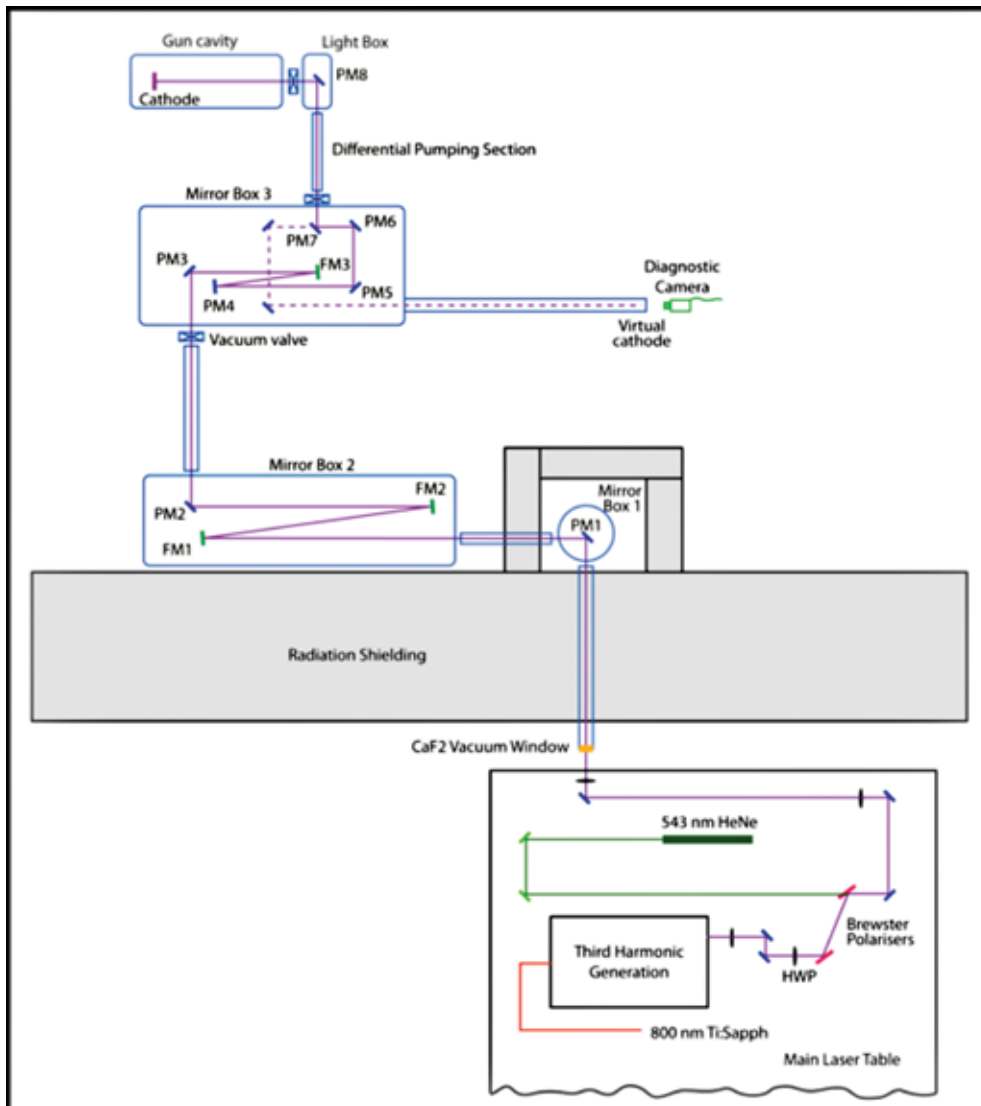 Gun cavity
Light Box
PM8
Cathode
Differential Pumping Section
Mirror Box 3
PM6
PM7
PM3
FM3
PM4
PM5
Diagnostic
Camera
Virtual
cathode
Vacuum valve
Mirror Box 2
FM2
Mirror
Box 1
PM2
PM1
FM1
Radiation Shielding
CaF2 Vacuum Window
543 nm HeNe
Brewster
Polarisers
Third Harmonic
Generation
HWP
800 nm Ti:Sapph
Main Laser Table